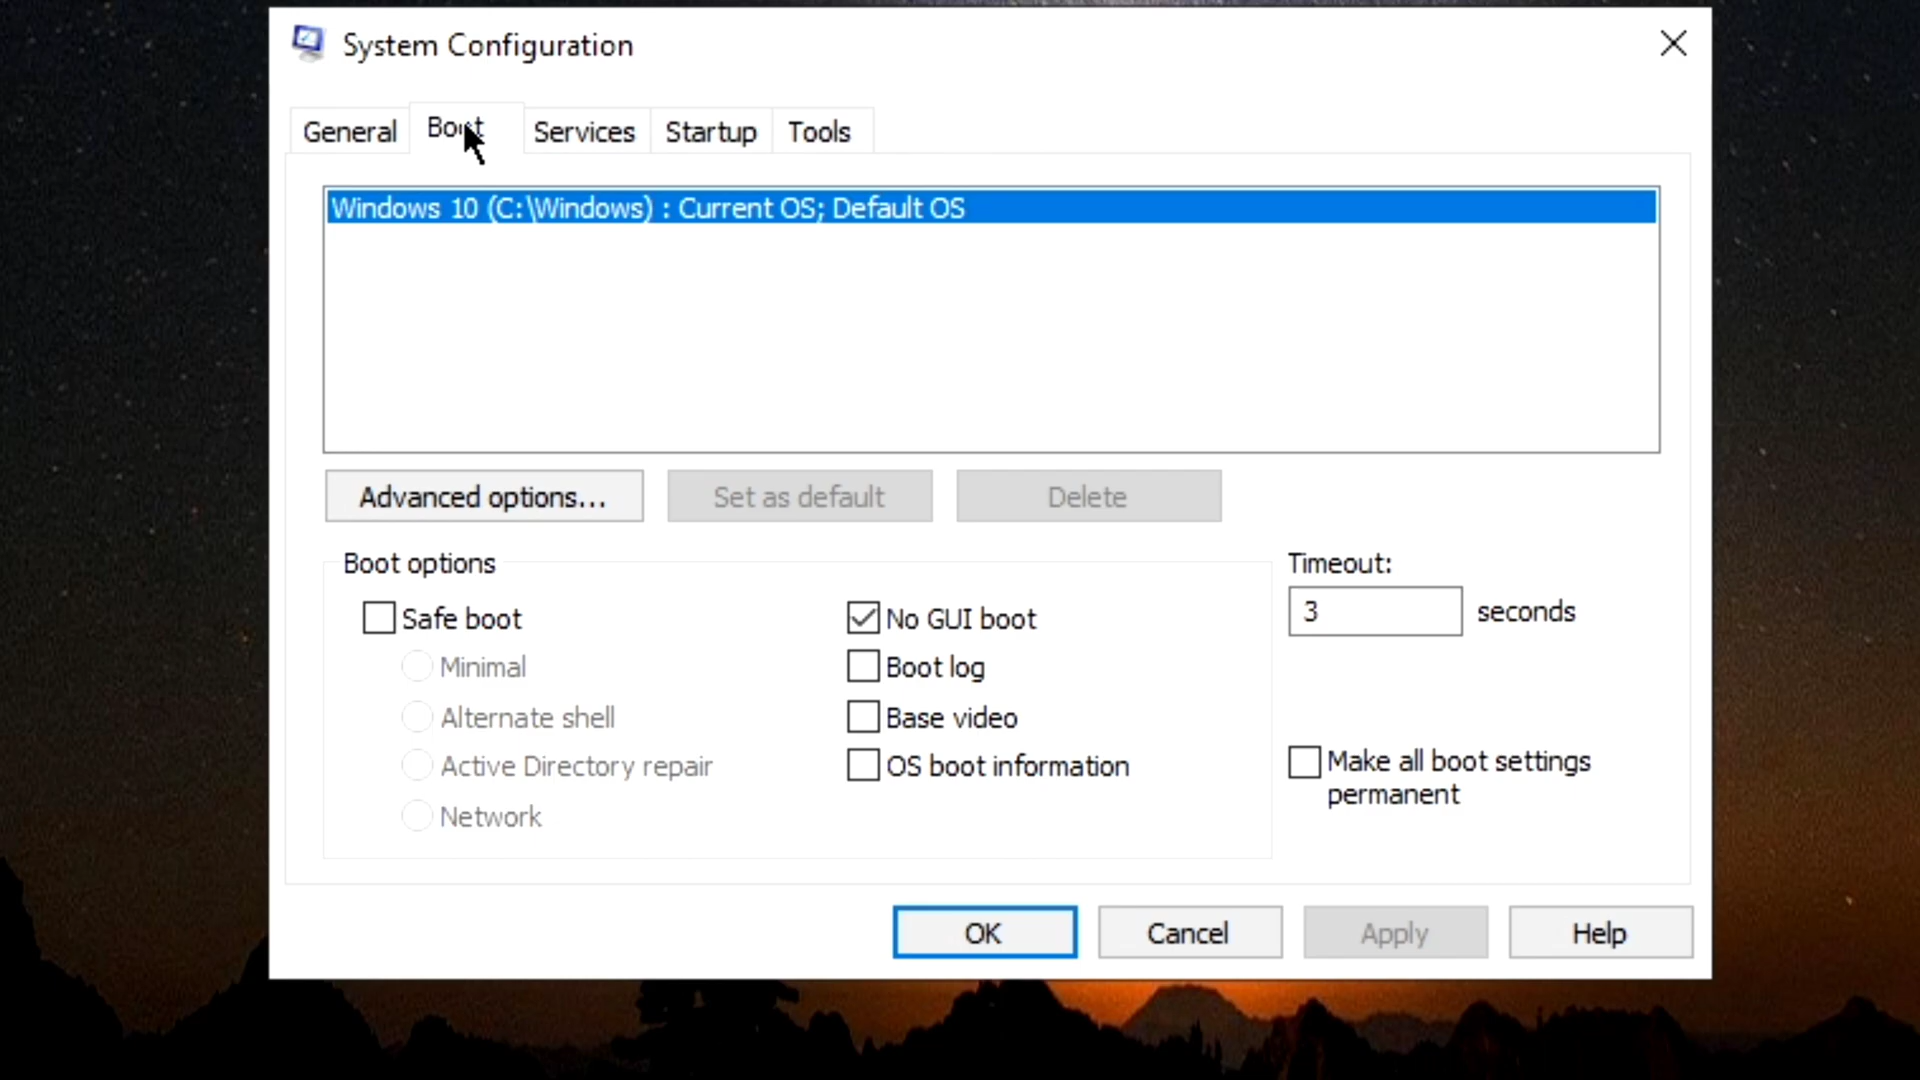 System Configuration
General Boot Services Startup Tools
Windows 10 (C:\Windows) : Current OS; Default OS
Advanced options... Set as default Delete
Boot options
Timeout:
Safe boot
No GUI boot
3 seconds
Minimal
Boot log
Alternate shell
Base video
Active Directory repair
OS boot information
Make all boot settings
permanent
Network
OK Cancel Apply Help